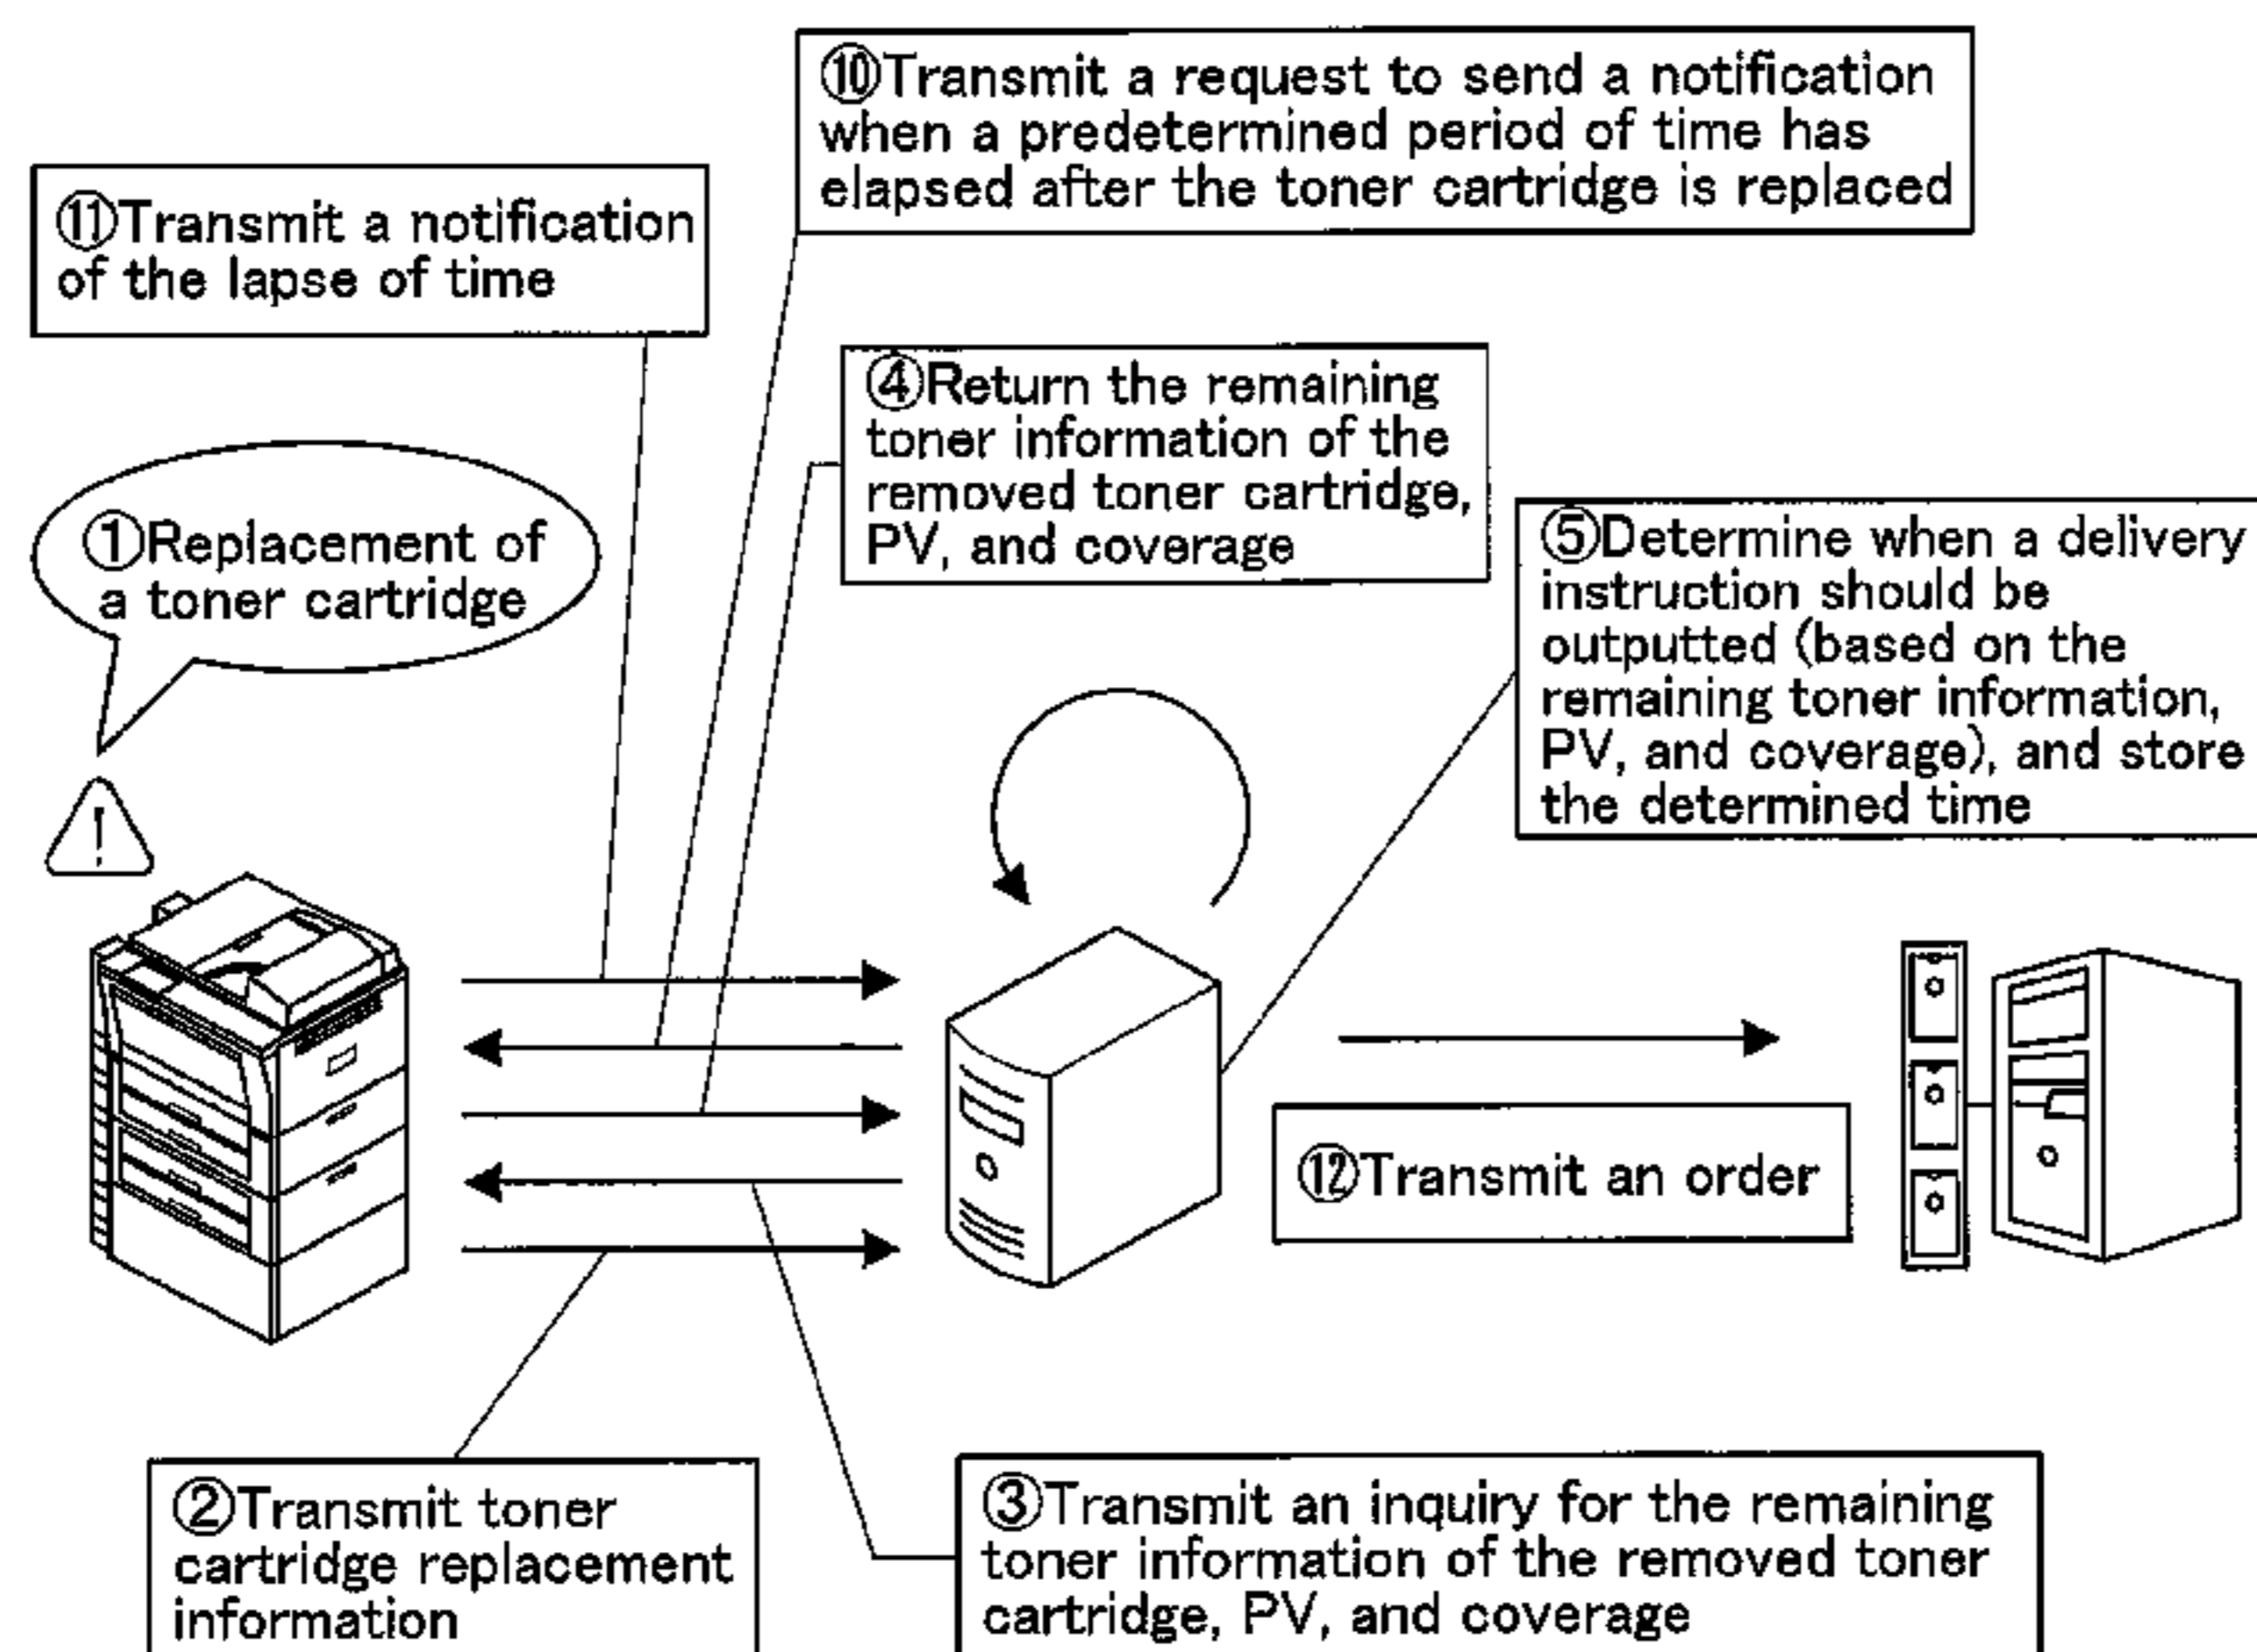 ⑩Transmit a request to send a notification
when a predetermined period of time has
elapsed after the toner cartridge is replaced
⑪Transmit a notification
of the lapse of time
④Return the remaining
toner information of the
removed toner cartridge,
PV, and coverage
①Replacement of
a toner cartridge
⑤Determine when a delivery
instruction should be
outputted (based on the
remaining toner information,
PV, and coverage), and store
the determined time
!
⑫Transmit an order
②Transmit toner
cartridge replacement
information
③Transmit an inquiry for the remaining
toner information of the removed toner
cartridge, PV, and coverage